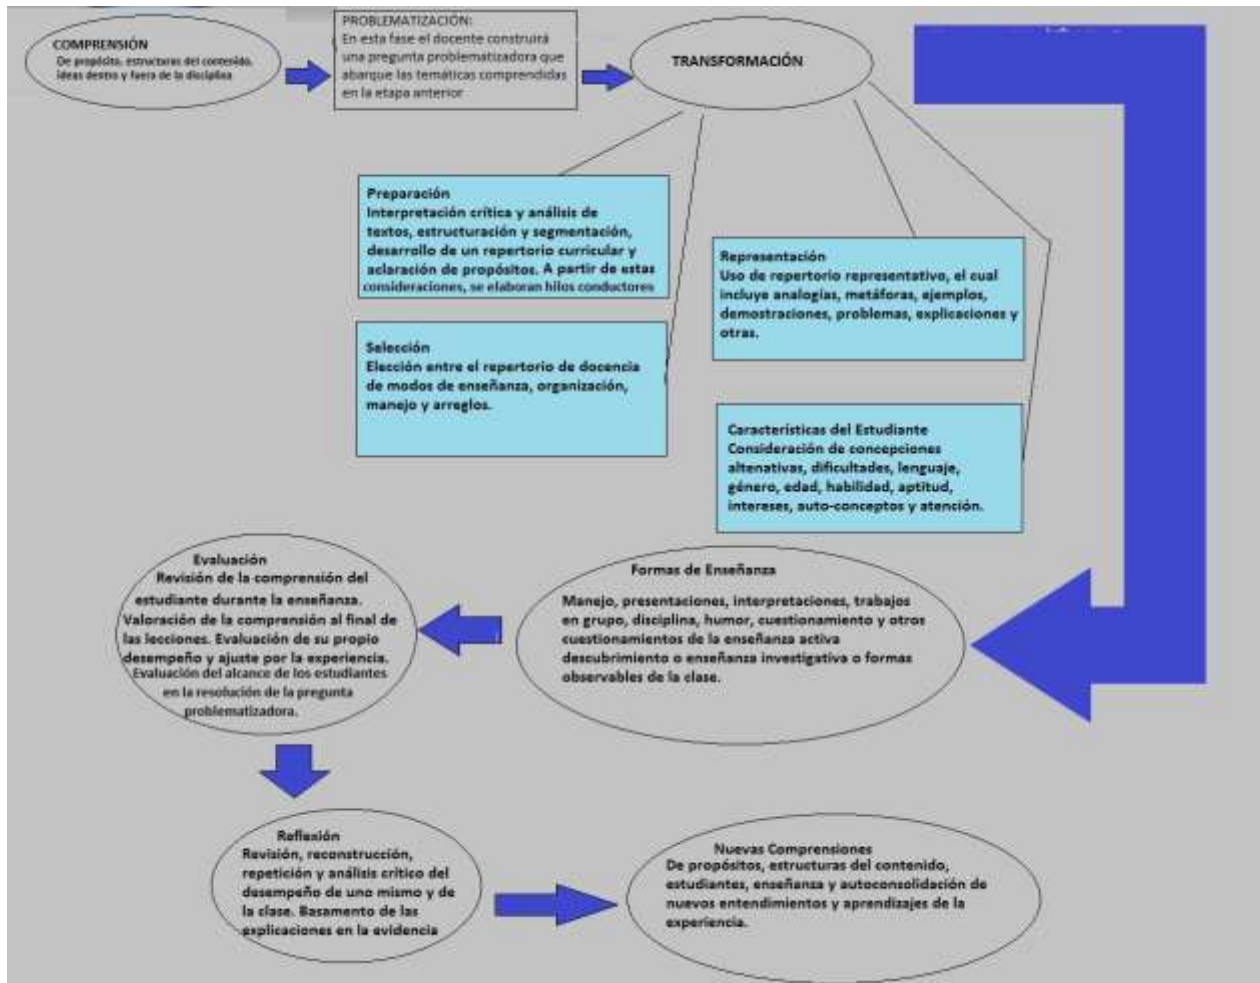 COMPRENSIÓN
De propósito, estructuras del contenido,
ideas dentro y fuera de la disciplina
PROBLEMATIZACIÓN:
En esta fase el docente construirá
una pregunta problematizadora que
abarque las temáticas comprendidas
en la etapa anterior
TRANSFORMACIÓN
Preparación
Interpretación crítica y análisis de
textos, estructuración y segmentación,
desarrollo de un repertorio curricular y
aclaración de propósitos. A partir de estas
consideraciones, se elaboran hilos conductores
Selección
Elección entre el repertorio de docencia
de modos de enseñanza, organización,
manejo y arreglos.
Representación
Uso de repertorio representativo, el cual
incluye analogías, metáforas, ejemplos,
demostraciones, problemas, explicaciones y
otras.
Características del Estudiante
Consideración de concepciones
altenativas, dificultades, lenguaje,
género, edad, habilidad, aptitud,
intereses, auto-conceptos y atención.
Formas de Enseñanza
Manejo, presentaciones, interpretaciones, trabajos
en grupo, disciplina, humor, cuestionamiento y otros
cuestionamientos de la enseñanza activa
descubrimiento o enseñanza investigativa o formas
observables de la clase.
Evaluación
Revisión de la comprensión del
estudiante durante la enseñanza.
Valoración de la comprensión al final de
las lecciones. Evaluación de su propio
desempeño y ajuste por la experiencia.
Evaluación del alcance de los estudiantes
en la resolución de la pregunta
problematizadora.
Reflexión
Revisión, reconstrucción,
repetición y análisis crítico del
desempeño de uno mismo y de
la clase. Basamento de las
explicaciones en la evidencia
Nuevas Comprensiones
De propósitos, estructuras del contenido,
estudiantes, enseñanza y autoconsolidación de
nuevos entendimientos y aprendizajes de la
experiencia.